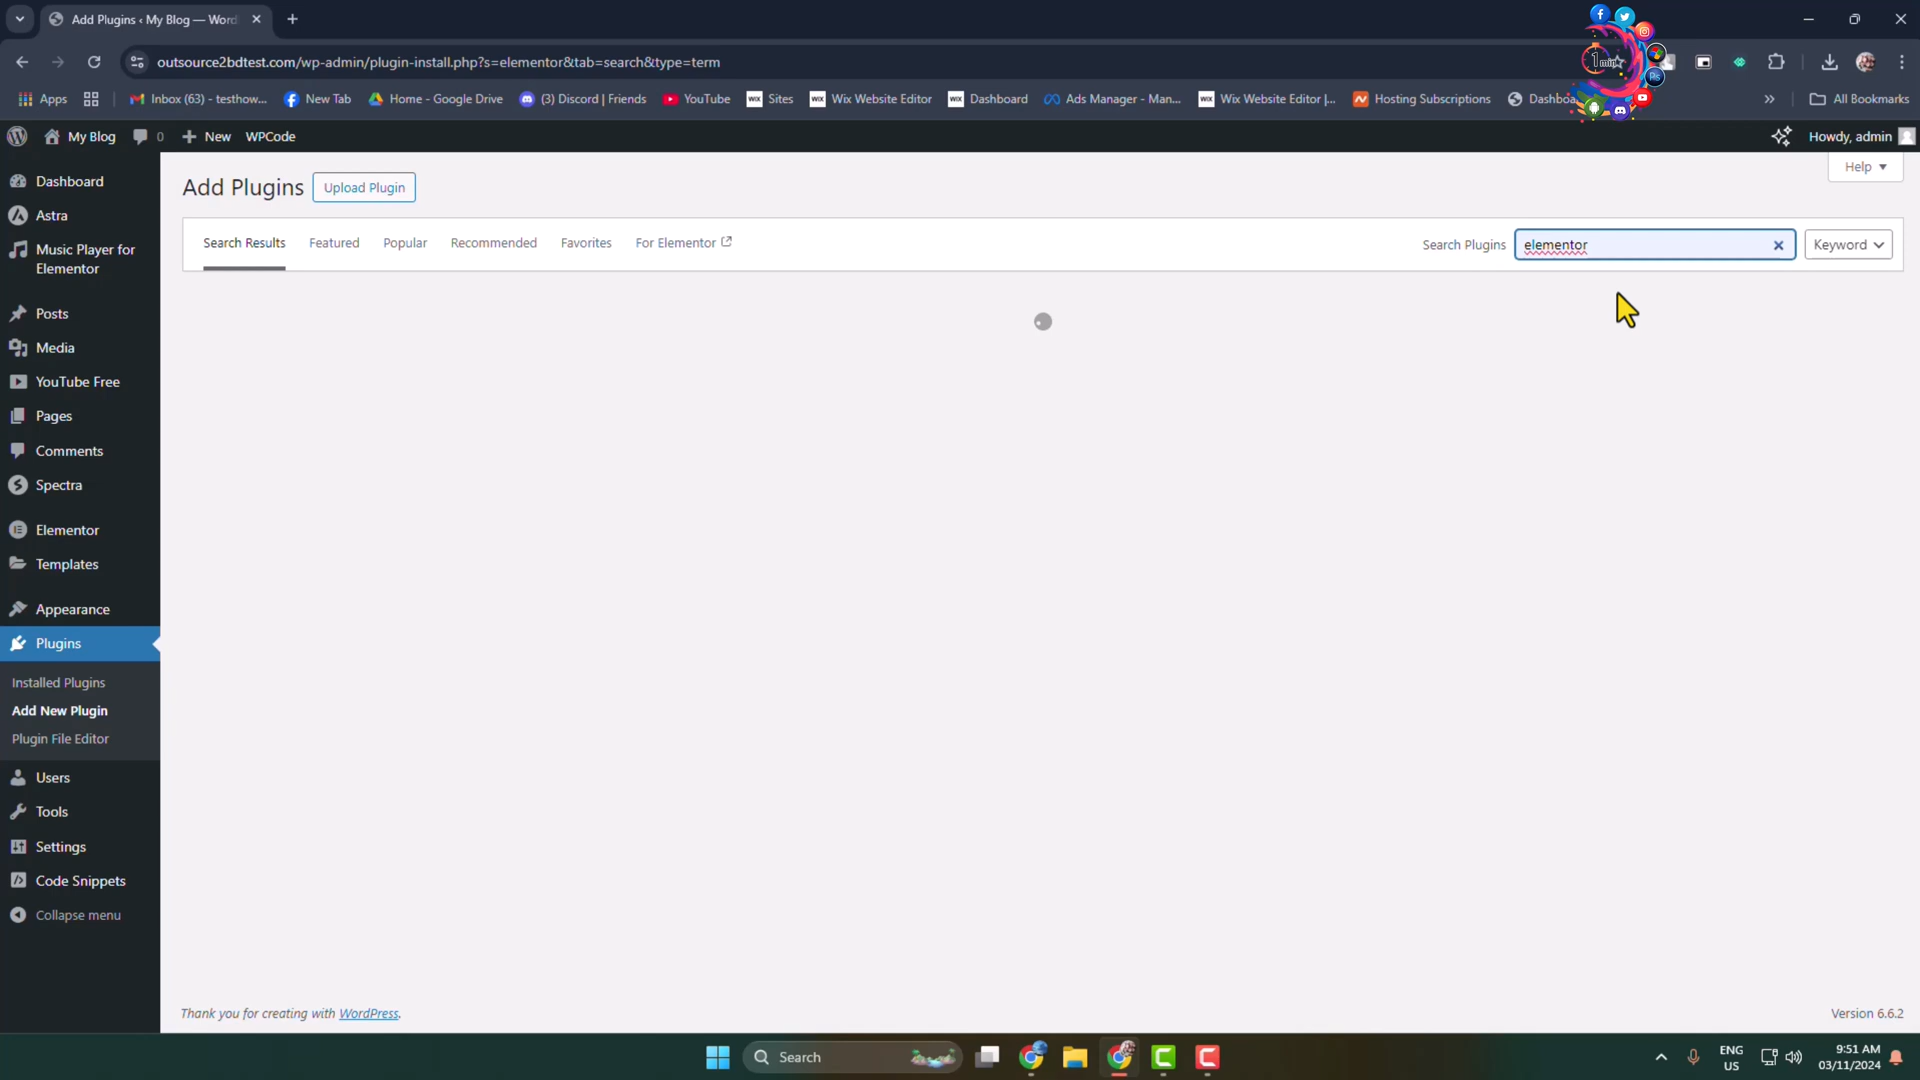 Add Plugins ‹ My Blog — Word
outsource2bdtest.com/wp-admin/plugin-install.php?s=elementor&tab=search&type=term
1min
Apps
Inbox (63) - testhow...
New Tab
Home - Google Drive
(3) Discord | Friends
YouTube
WIX Sites
WIX Wix Website Editor
WIX Dashboard
Ads Manager - Man...
WIX Wix Website Editor |...
Hosting Subscriptions
Dashboa
All Bookmarks
My Blog
0
New
WPCode
Howdy, admin
Help
Dashboard
Astra
Music Player for
Elementor
Posts
Media
YouTube Free
Pages
Comments
Spectra
Elementor
Templates
Appearance
Plugins
Installed Plugins
Add New Plugin
Plugin File Editor
Users
Tools
Settings
Code Snippets
Collapse menu
Add Plugins
Upload Plugin
Search Results
Featured
Popular
Recommended
Favorites
For Elementor
Search Plugins
elementor
Keyword
Thank you for creating with WordPress.
Version 6.6.2
Search
ENG
US
9:51 AM
03/11/2024